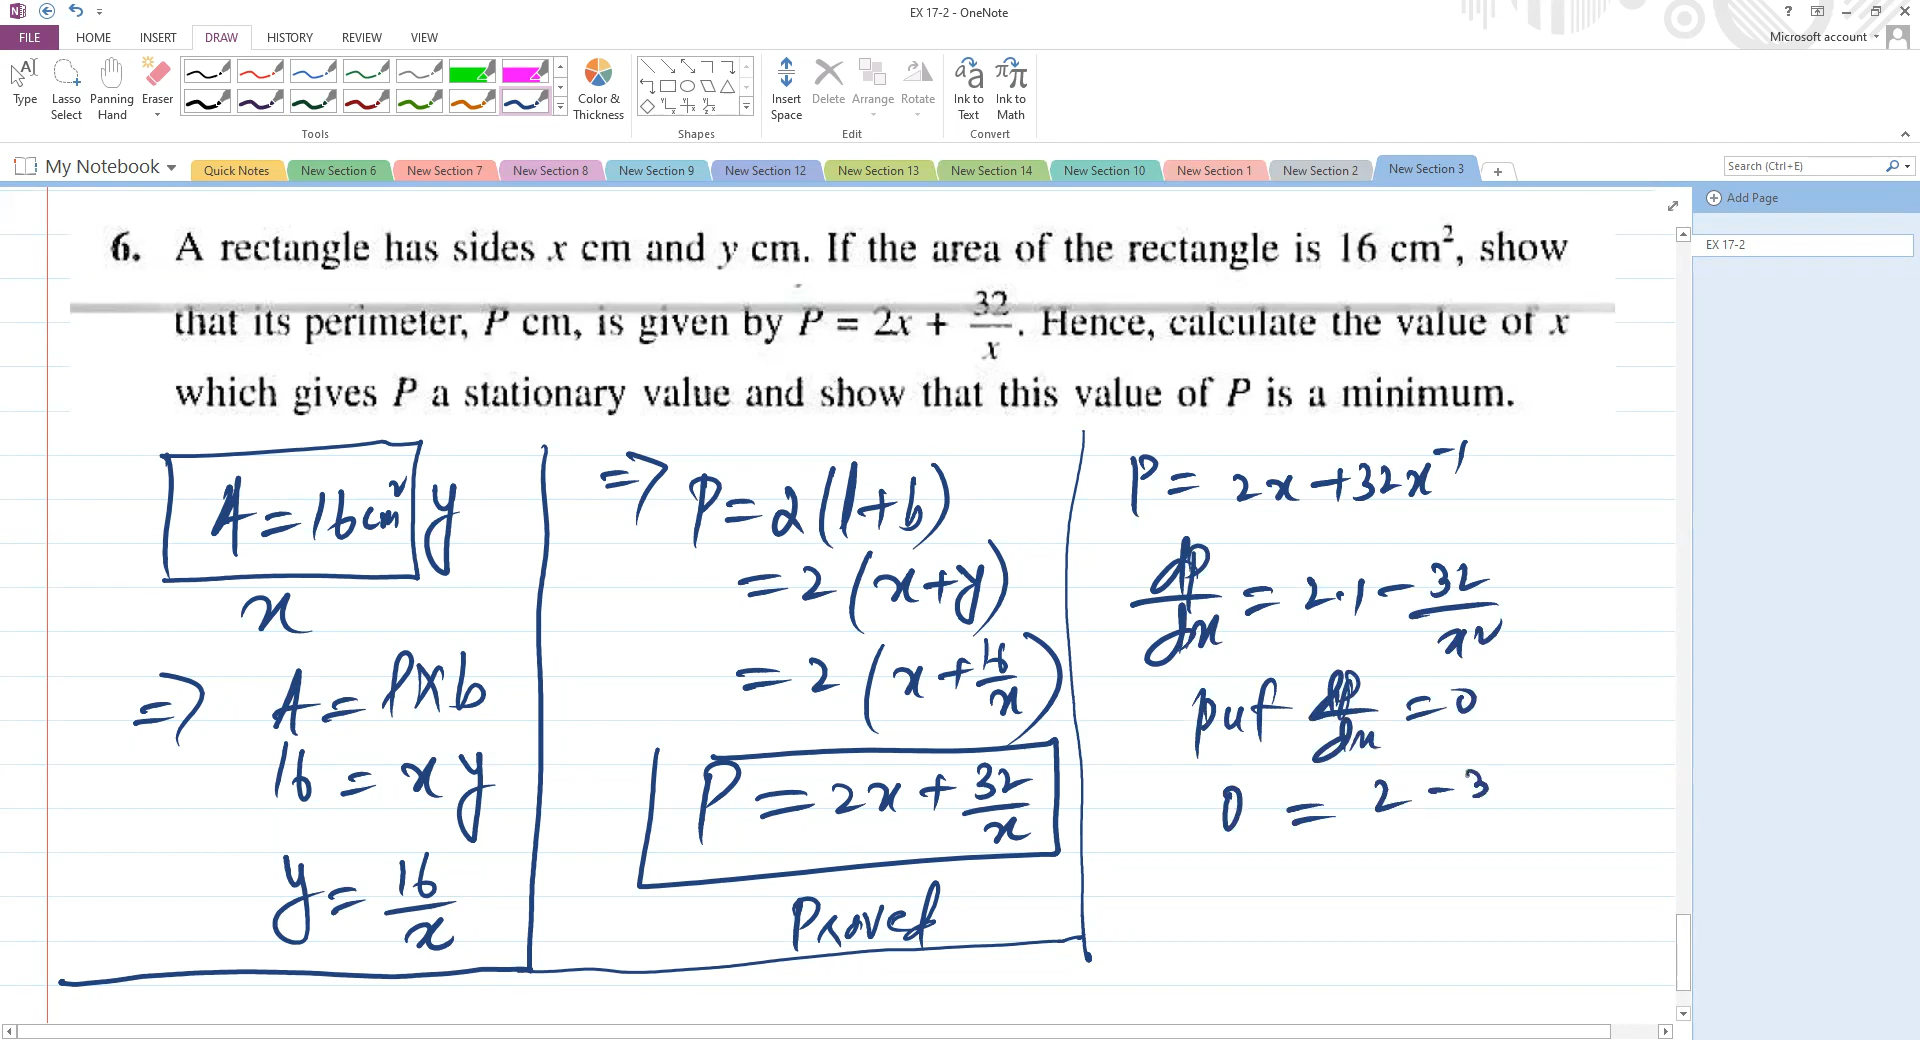 EX 17-2 - OneNote
?
FILE HOME INSERT DRAW HISTORY REVIEW VIEW
Microsoft account
Type
Lasso Select
Panning Hand
Eraser
Color & Thickness
Insert Space
Delete
Arrange
Rotate
Ink to Text
Ink to Math
Tools
Shapes
Edit
Convert
My Notebook
Quick Notes
New Section 6
New Section 7
New Section 8
New Section 9
New Section 12
New Section 13
New Section 14
New Section 10
New Section 1
New Section 2
New Section 3
+
Search (Ctrl+E)
Add Page
EX 17-2
6. A rectangle has sides x cm and y cm. If the area of the rectangle is 16 cm², show
that its perimeter, P cm, is given by P = 2x + 32/x. Hence, calculate the value of x
which gives P a stationary value and show that this value of P is a minimum.
A = 16 cm² y
x
=> A = l × b
16 = x y
y = 16/x
=> P = 2 (l + b)
= 2 (x + y)
= 2 (x + 16/x)
P = 2x + 32/x
Proved
P = 2x + 32x⁻¹
dP/dx = 2·1 - 32/x²
put dP/dx = 0
0 = 2 - 3